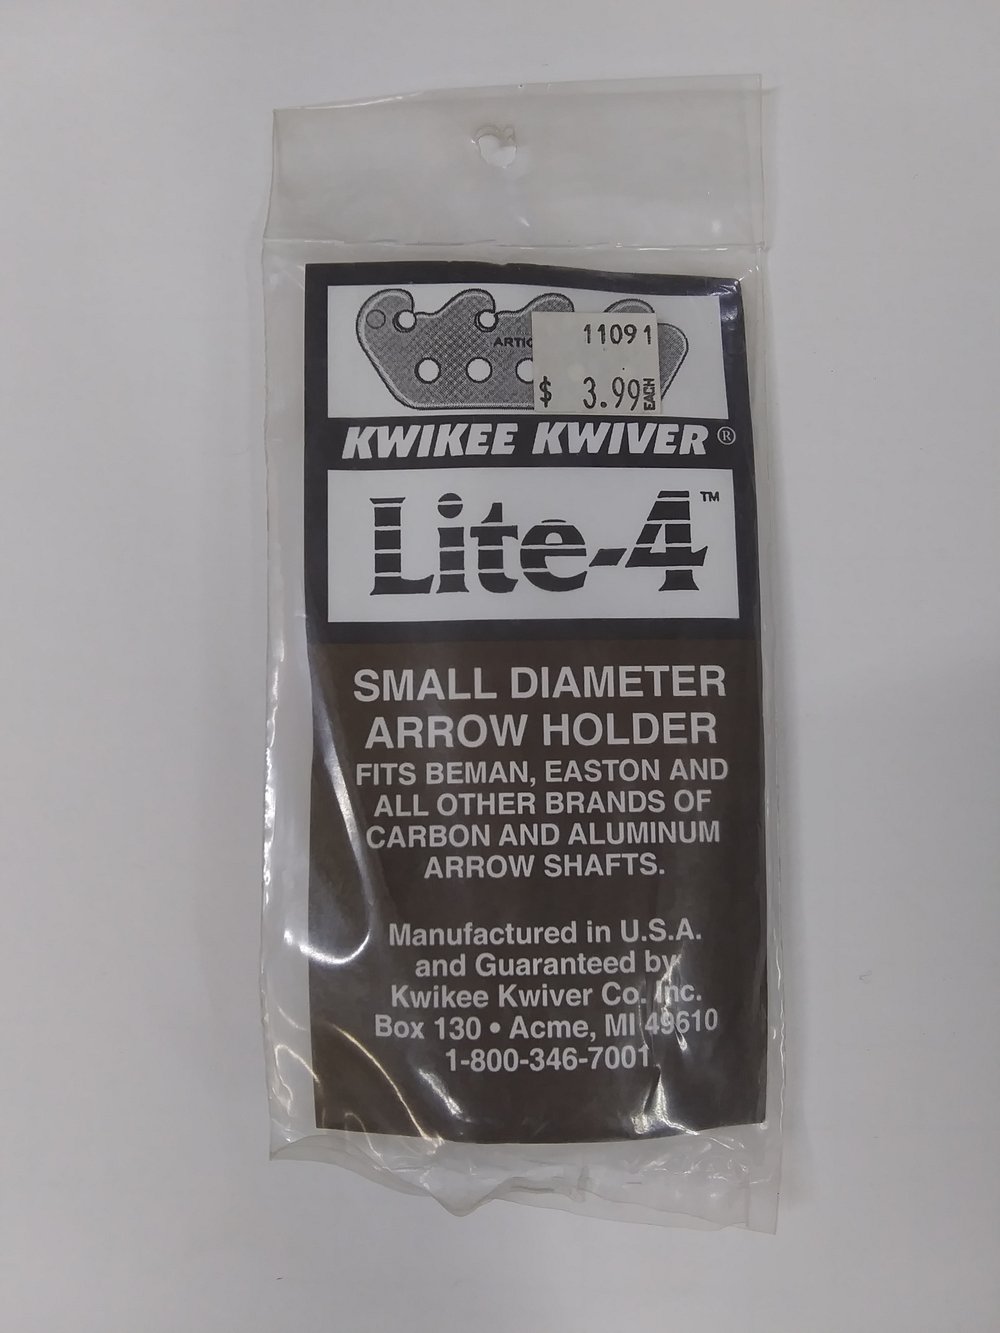 ARTIC
11091
$ 3.99 EACH
KWIKEE KWIVER ®
Lite-4™
SMALL DIAMETER
ARROW HOLDER
FITS BEMAN, EASTON AND
ALL OTHER BRANDS OF
CARBON AND ALUMINUM
ARROW SHAFTS.
Manufactured in U.S.A.
and Guaranteed by
Kwikee Kwiver Co. Inc.
Box 130 • Acme, MI 49610
1-800-346-7001